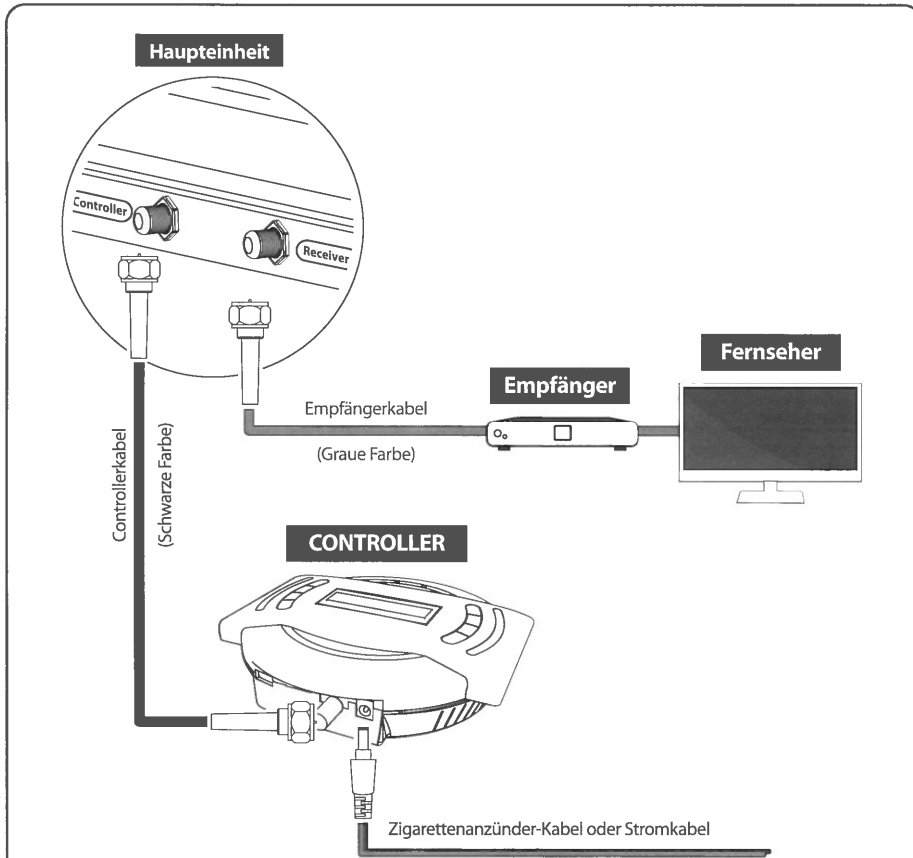 Haupteinheit
Controller
Receiver
Fernseher
Empfänger
Empfängerkabel
(Graue Farbe)
Controllerkabel
(Schwarze Farbe)
CONTROLLER
Zigarettenanzünder-Kabel oder Stromkabel